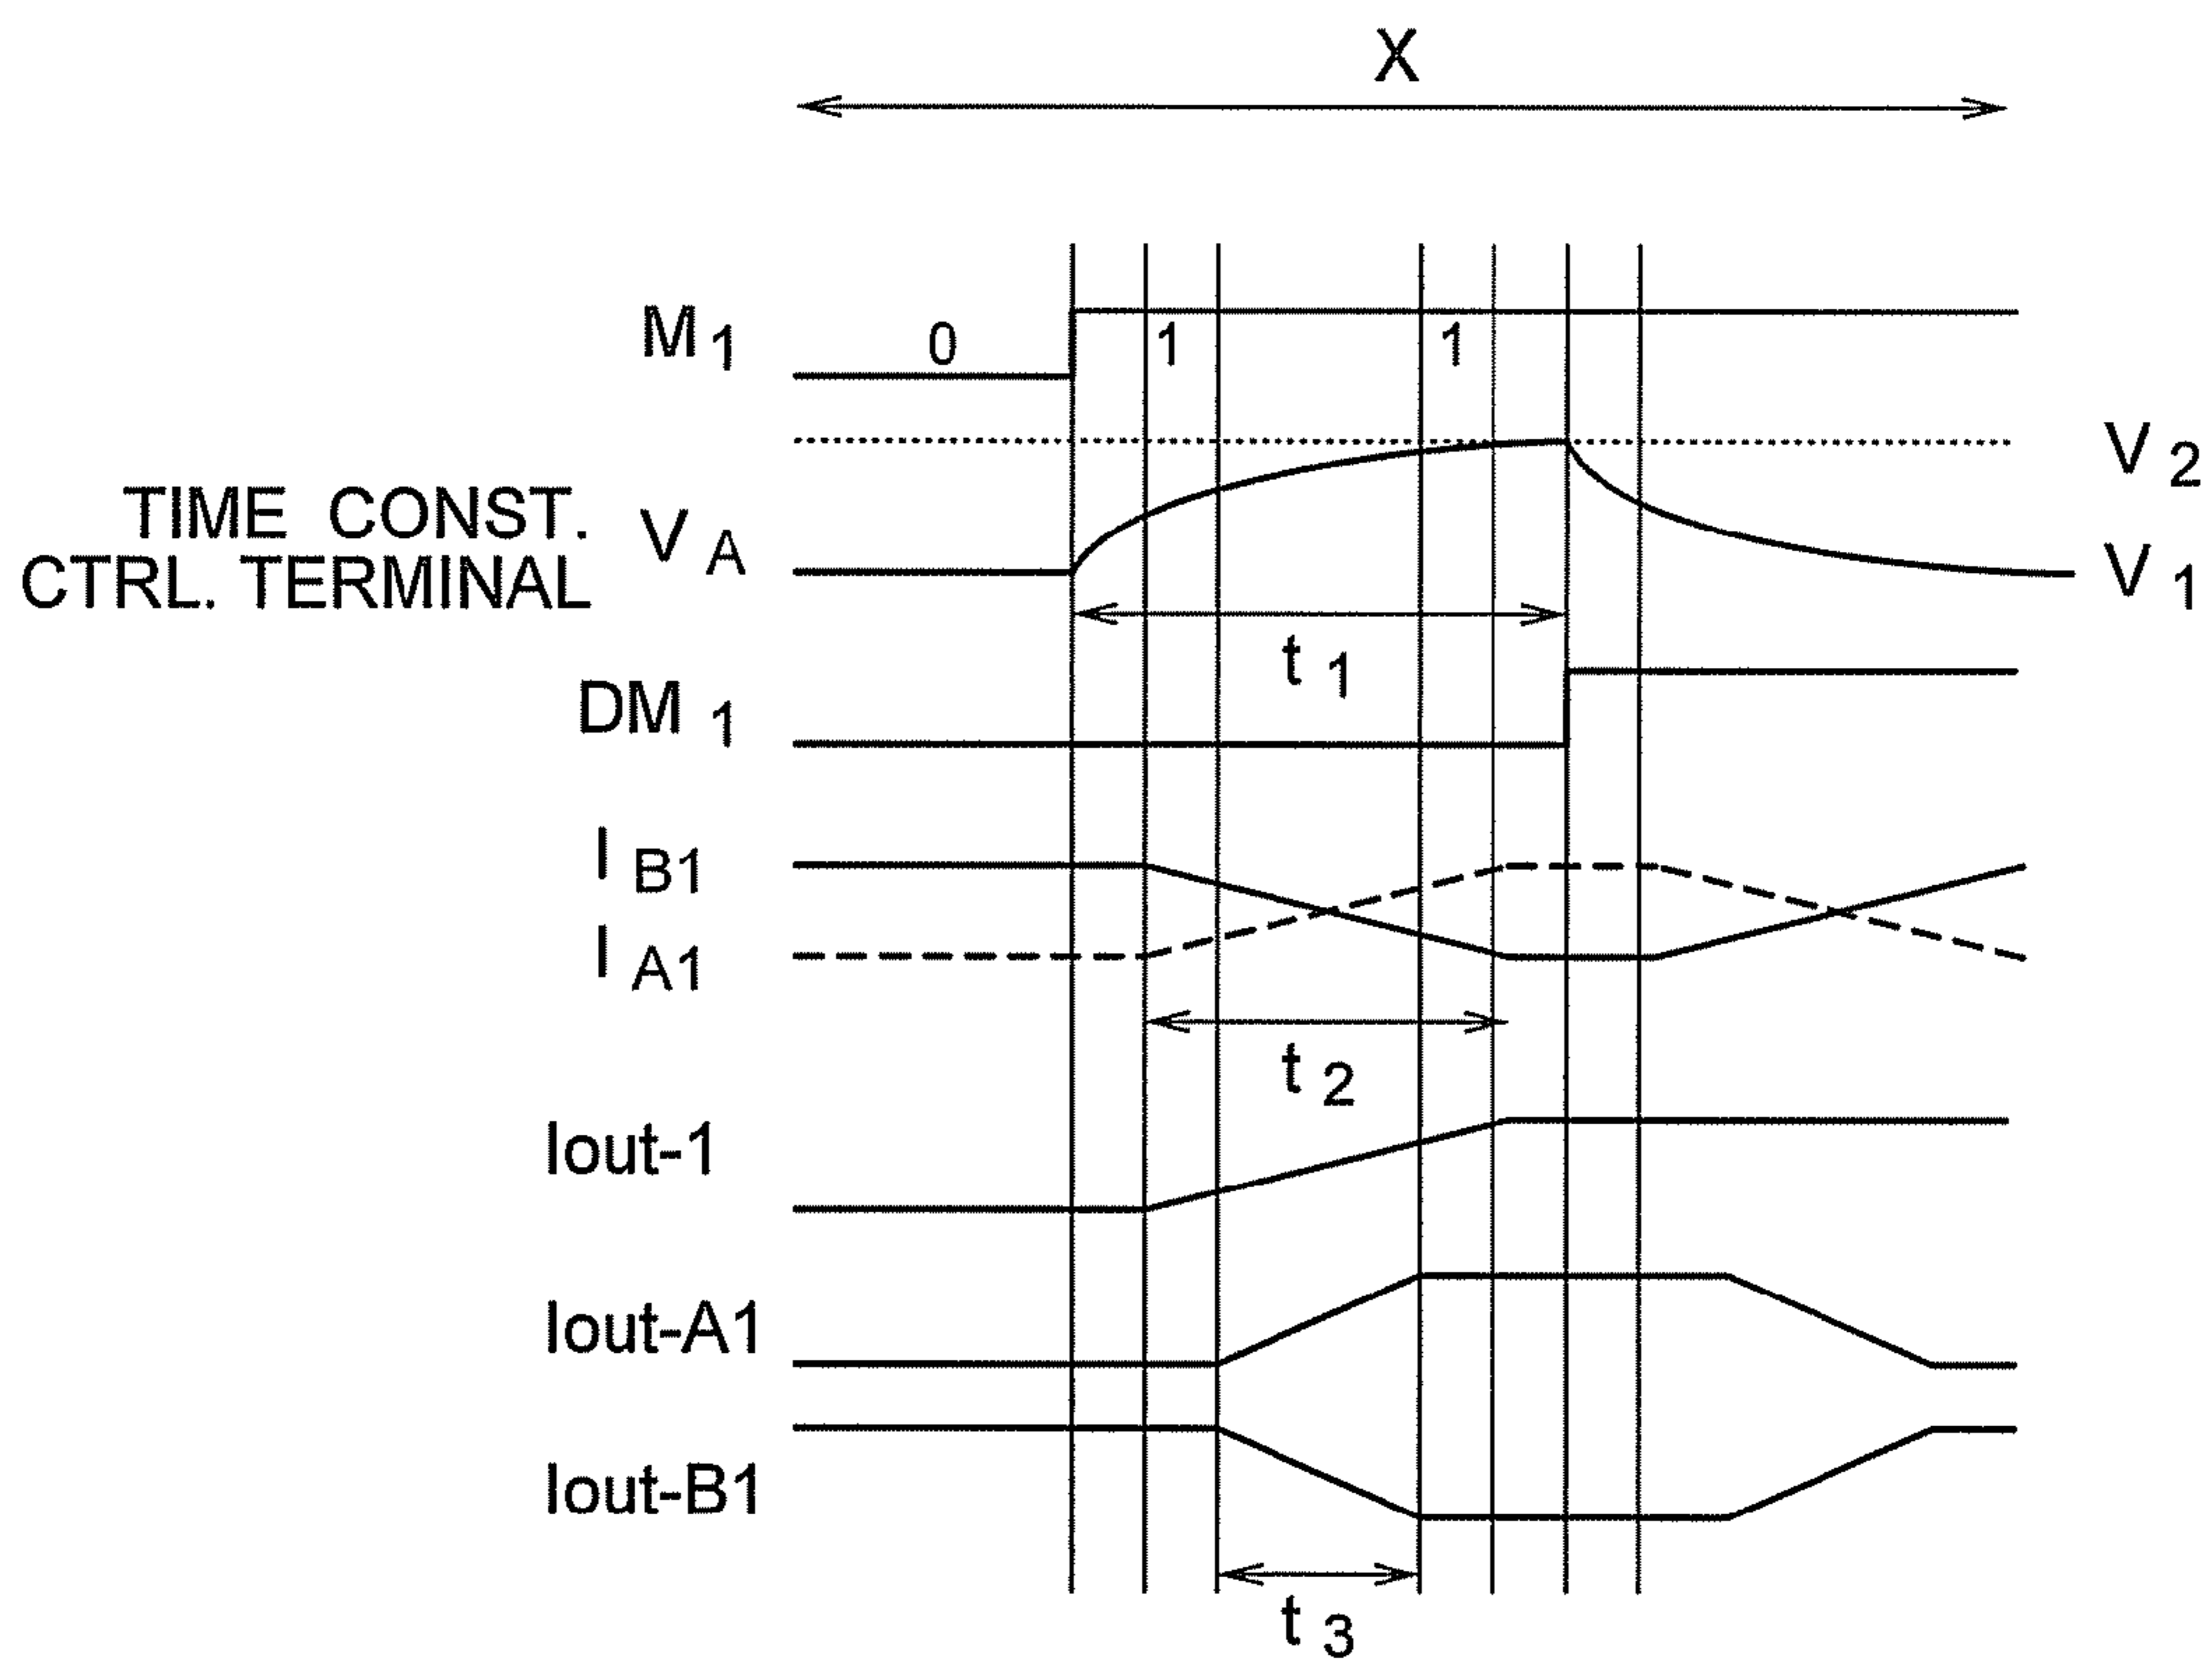 X
M1
0 1 1
V2
TIME CONST.
CTRL. TERMINAL
VA
V1
t1
DM1
IB1
IA1
t2
Iout-1
Iout-A1
Iout-B1
t3